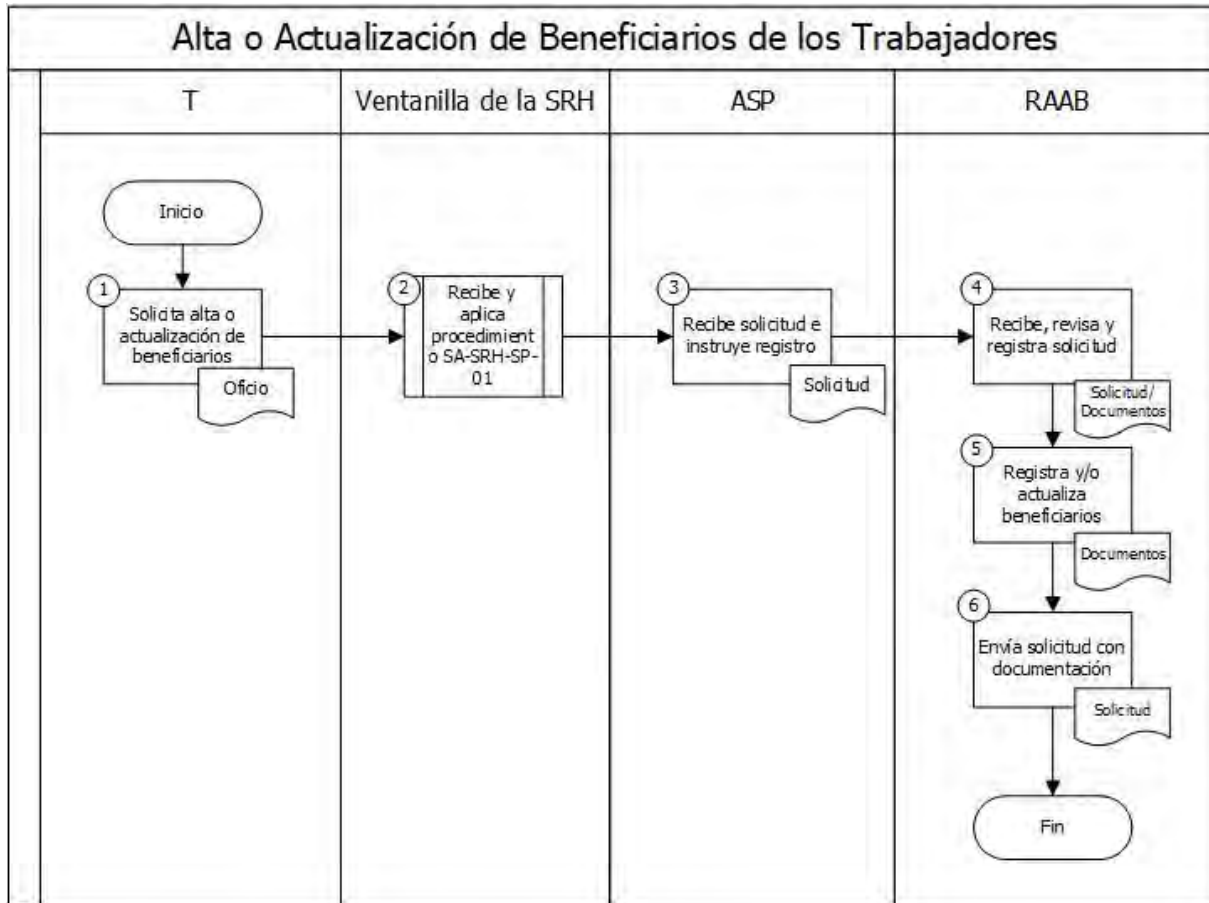 Alta o Actualización de Beneficiarios de los Trabajadores
T
Ventanilla de la SRH
ASP
RAAB
Inicio
1
Solicita alta o
actualización de
beneficiarios
Oficio
2
Recibe y
aplica
procedimient
o SA-SRH-SP-
01
3
Recibe solicitud e
instruye registro
Solicitud
4
Recibe, revisa y
registra solicitud
Solicitud/
Documentos
5
Registra y/o
actualiza
beneficiarios
Documentos
6
Envía solicitud con
documentación
Solicitud
Fin